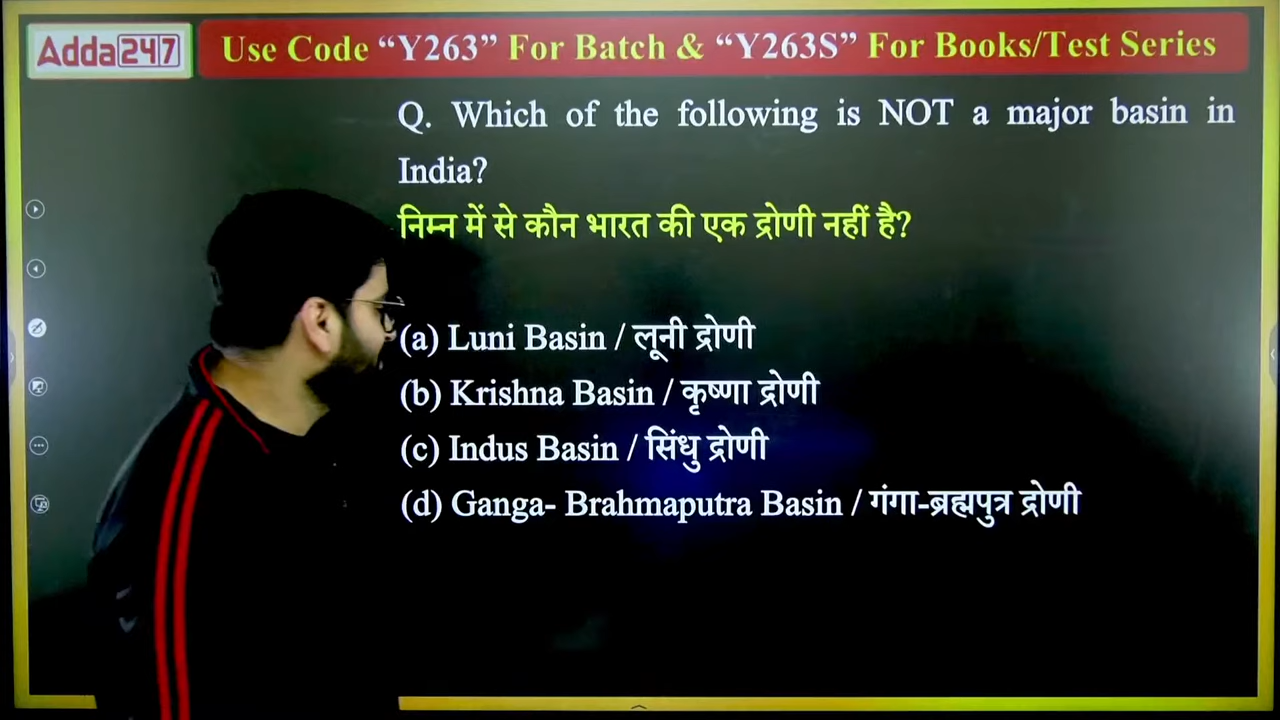 Adda247
Use Code “Y263” For Batch & “Y263S” For Books/Test Series
Q. Which of the following is NOT a major basin in
India?
निम्न में से कौन भारत की एक द्रोणी नहीं है?
(a) Luni Basin / लूनी द्रोणी
(b) Krishna Basin / कृष्णा द्रोणी
(c) Indus Basin / सिंधु द्रोणी
(d) Ganga- Brahmaputra Basin / गंगा-ब्रह्मपुत्र द्रोणी